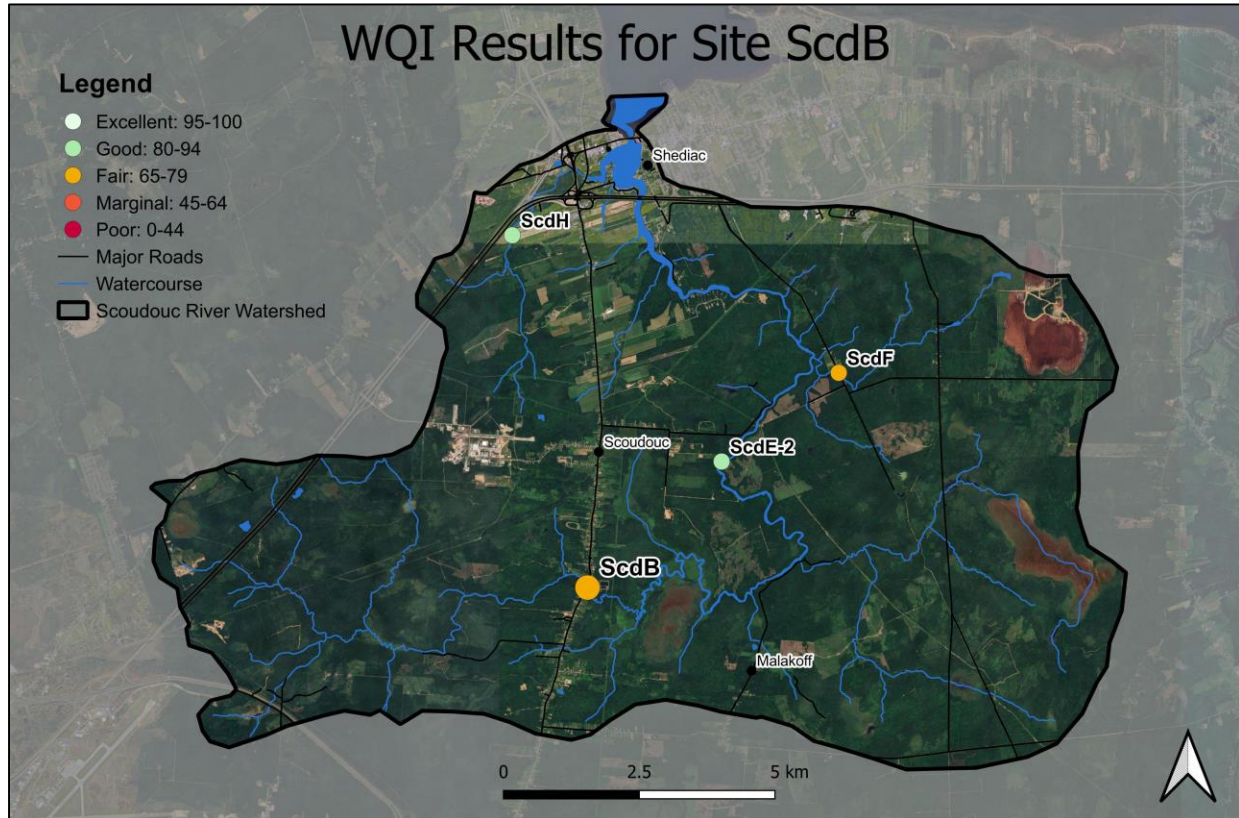 WQI Results for Site ScdB
Legend
Excellent: 95-100
Good: 80-94
Fair: 65-79
Marginal: 45-64
Poor: 0-44
Major Roads
Watercourse
Scoudouc River Watershed
Shediac
ScdH
ScdF
Scoudouc
ScdE-2
ScdB
Malakoff
0 2.5 5 km